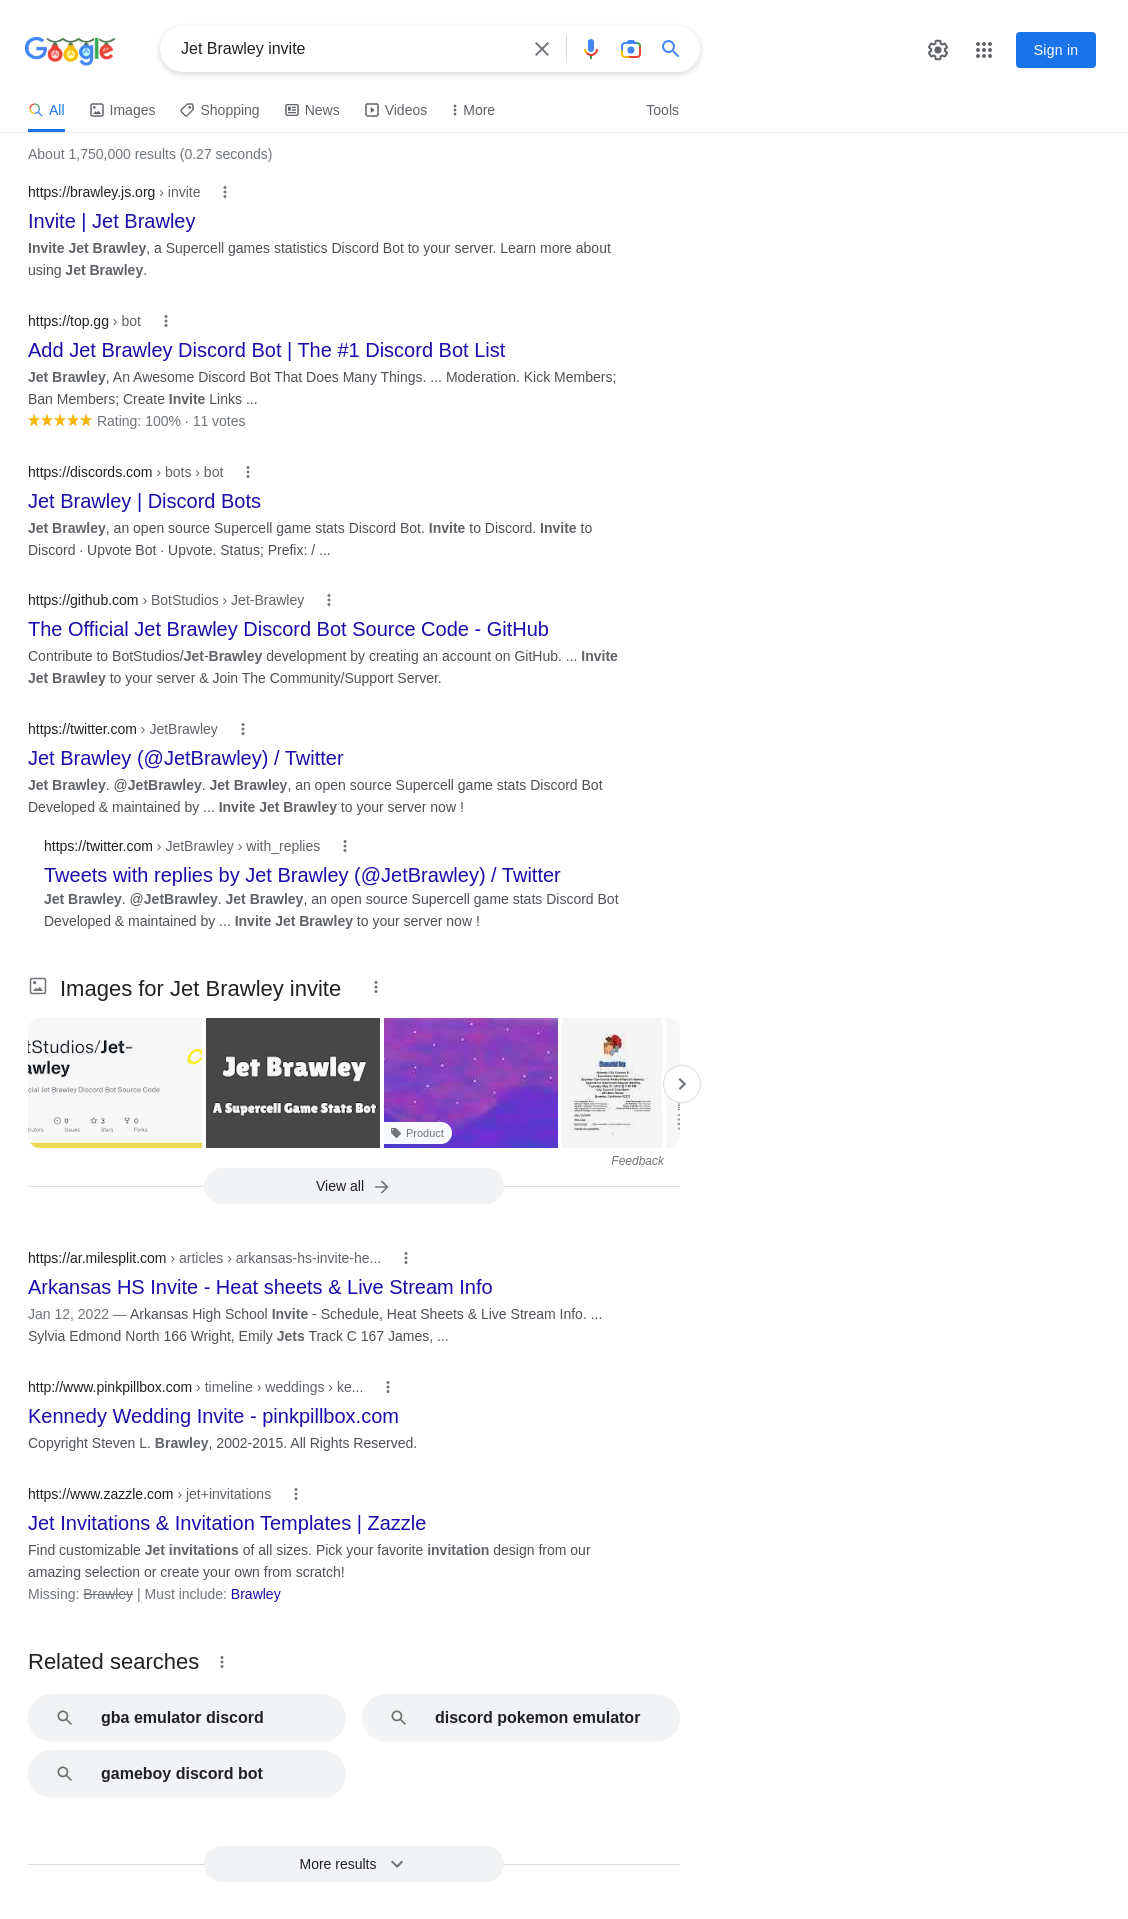 Google
Jet Brawley invite
Sign in
All
Images
Shopping
News
Videos
More
Tools
About 1,750,000 results (0.27 seconds)
https://brawley.js.org › invite
Invite | Jet Brawley
Invite Jet Brawley, a Supercell games statistics Discord Bot to your server. Learn more about
using Jet Brawley.
https://top.gg › bot
Add Jet Brawley Discord Bot | The #1 Discord Bot List
Jet Brawley, An Awesome Discord Bot That Does Many Things. ... Moderation. Kick Members;
Ban Members; Create Invite Links ...
Rating: 100% · 11 votes
https://discords.com › bots › bot
Jet Brawley | Discord Bots
Jet Brawley, an open source Supercell game stats Discord Bot. Invite to Discord. Invite to
Discord · Upvote Bot · Upvote. Status; Prefix: / ...
https://github.com › BotStudios › Jet-Brawley
The Official Jet Brawley Discord Bot Source Code - GitHub
Contribute to BotStudios/Jet-Brawley development by creating an account on GitHub. ... Invite
Jet Brawley to your server & Join The Community/Support Server.
https://twitter.com › JetBrawley
Jet Brawley (@JetBrawley) / Twitter
Jet Brawley. @JetBrawley. Jet Brawley, an open source Supercell game stats Discord Bot
Developed & maintained by ... Invite Jet Brawley to your server now !
https://twitter.com › JetBrawley › with_replies
Tweets with replies by Jet Brawley (@JetBrawley) / Twitter
Jet Brawley. @JetBrawley. Jet Brawley, an open source Supercell game stats Discord Bot
Developed & maintained by ... Invite Jet Brawley to your server now !
Images for Jet Brawley invite
tStudios/Jet-
awley
cial Jet Brawley Discord Bot Source Code
0
3
0
Issues
Stars
Forks
Jet Brawley
A Supercell Game Stats Bot
Product
Feedback
View all
https://ar.milesplit.com › articles › arkansas-hs-invite-he...
Arkansas HS Invite - Heat sheets & Live Stream Info
Jan 12, 2022 — Arkansas High School Invite - Schedule, Heat Sheets & Live Stream Info. ...
Sylvia Edmond North 166 Wright, Emily Jets Track C 167 James, ...
http://www.pinkpillbox.com › timeline › weddings › ke...
Kennedy Wedding Invite - pinkpillbox.com
Copyright Steven L. Brawley, 2002-2015. All Rights Reserved.
https://www.zazzle.com › jet+invitations
Jet Invitations & Invitation Templates | Zazzle
Find customizable Jet invitations of all sizes. Pick your favorite invitation design from our
amazing selection or create your own from scratch!
Missing: Brawley | Must include: Brawley
Related searches
gba emulator discord
discord pokemon emulator
gameboy discord bot
More results